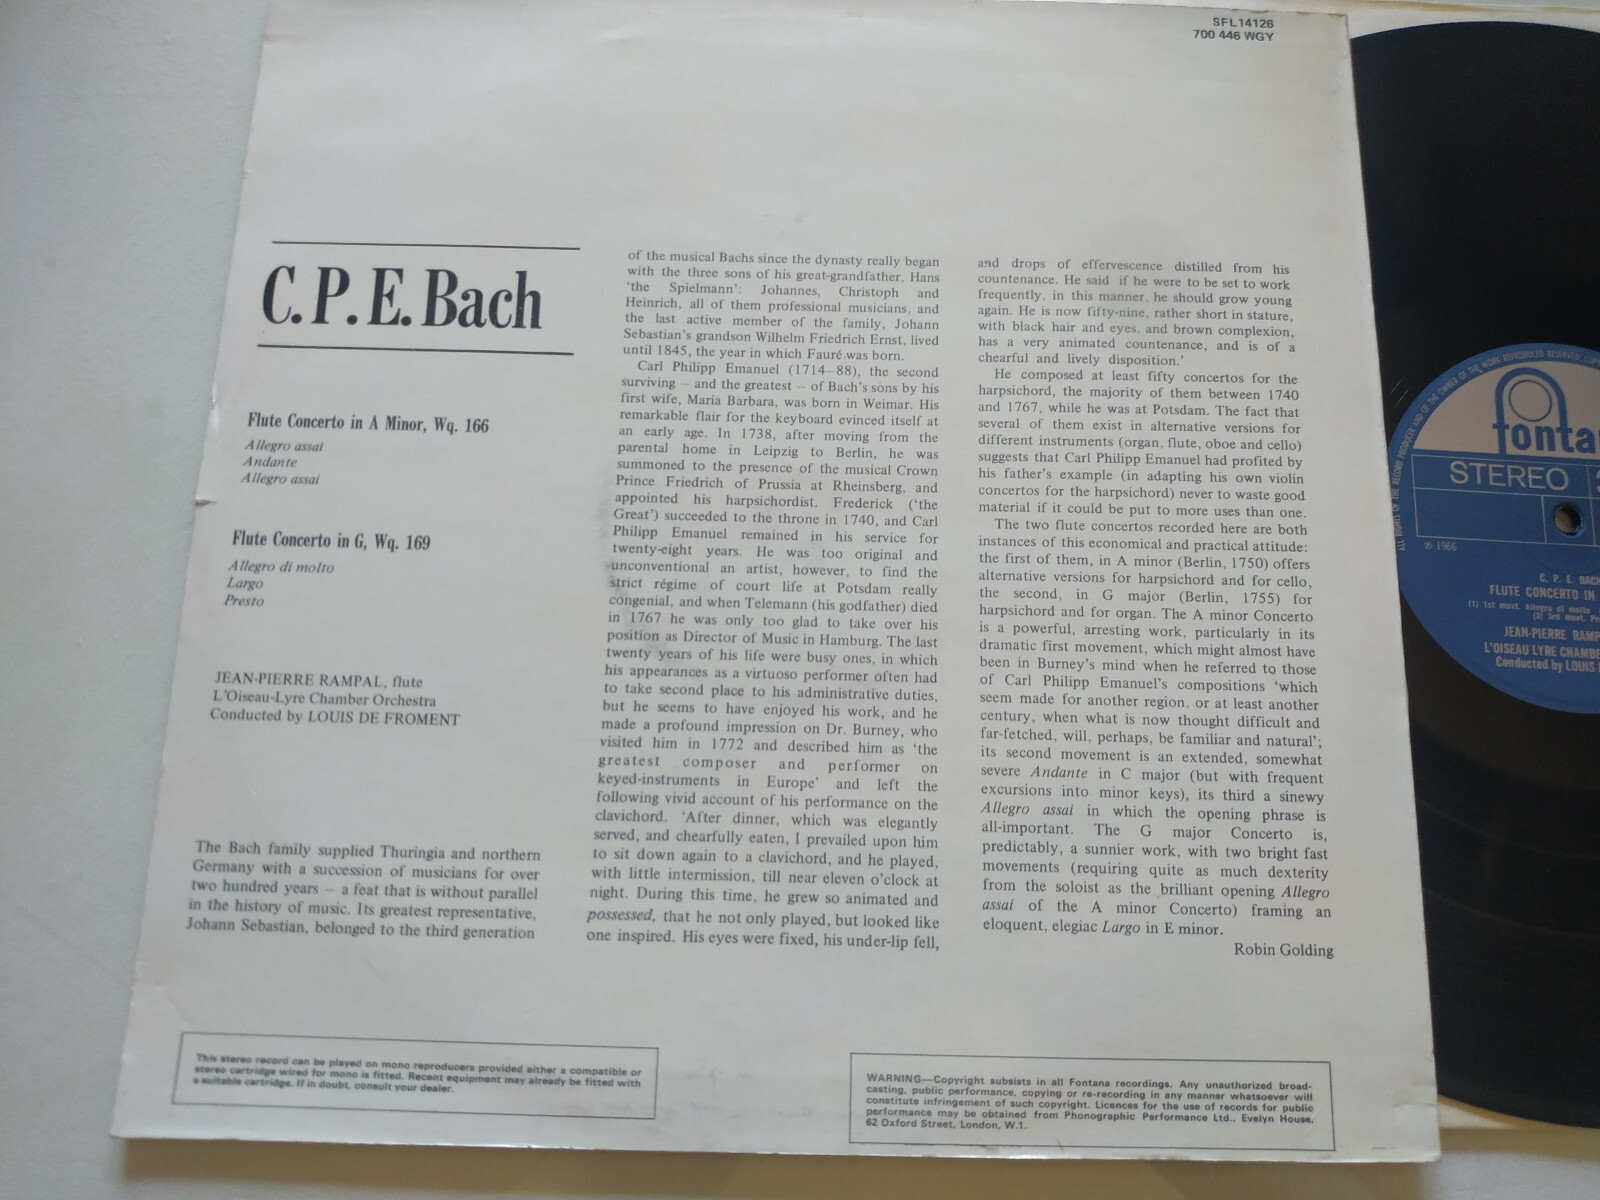 SFL14126
700 446 WGY
C.P.E. Bach
Flute Concerto in A Minor, Wq. 166
Allegro assai
Andante
Allegro assai
Flute Concerto in G, Wq. 169
Allegro di molto
Largo
Presto
JEAN-PIERRE RAMPAL, flute
L'Oiseau-Lyre Chamber Orchestra
Conducted by LOUIS DE FROMENT
The Bach family supplied Thuringia and northern
Germany with a succession of musicians for over
two hundred years – a feat that is without parallel
in the history of music. Its greatest representative,
Johann Sebastian, belonged to the third generation
of the musical Bachs since the dynasty really began
with the three sons of his great-grandfather, Hans
'the Spielmann': Johannes, Christoph and
Heinrich, all of them professional musicians, and
the last active member of the family, Johann
Sebastian's grandson Wilhelm Friedrich Ernst, lived
until 1845, the year in which Fauré was born.
Carl Philipp Emanuel (1714–88), the second
surviving – and the greatest – of Bach's sons by his
first wife, Maria Barbara, was born in Weimar. His
remarkable flair for the keyboard evinced itself at
an early age. In 1738, after moving from the
parental home in Leipzig to Berlin, he was
summoned to the presence of the musical Crown
Prince Friedrich of Prussia at Rheinsberg, and
appointed his harpsichordist. Frederick ('the
Great') succeeded to the throne in 1740, and Carl
Philipp Emanuel remained in his service for
twenty-eight years. He was too original and
unconventional an artist, however, to find the
strict régime of court life at Potsdam really
congenial, and when Telemann (his godfather) died
in 1767 he was only too glad to take over his
position as Director of Music in Hamburg. The last
twenty years of his life were busy ones, in which
his appearances as a virtuoso performer often had
to take second place to his administrative duties,
but he seems to have enjoyed his work, and he
made a profound impression on Dr. Burney, who
visited him in 1772 and described him as 'the
greatest composer and performer on
keyed-instruments in Europe' and left the
following vivid account of his performance on the
clavichord. 'After dinner, which was elegantly
served, and chearfully eaten, I prevailed upon him
to sit down again to a clavichord, and he played,
with little intermission, till near eleven o'clock at
night. During this time, he grew so animated and
possessed, that he not only played, but looked like
one inspired. His eyes were fixed, his under-lip fell,
and drops of effervescence distilled from his
countenance. He said if he were to be set to work
frequently, in this manner, he should grow young
again. He is now fifty-nine, rather short in stature,
with black hair and eyes, and brown complexion,
has a very animated countenance, and is of a
chearful and lively disposition.'
He composed at least fifty concertos for the
harpsichord, the majority of them between 1740
and 1767, while he was at Potsdam. The fact that
several of them exist in alternative versions for
different instruments (organ, flute, oboe and cello)
suggests that Carl Philipp Emanuel had profited by
his father's example (in adapting his own violin
concertos for the harpsichord) never to waste good
material if it could be put to more uses than one.
The two flute concertos recorded here are both
instances of this economical and practical attitude:
the first of them, in A minor (Berlin, 1750) offers
alternative versions for harpsichord and for cello,
the second, in G major (Berlin, 1755) for
harpsichord and for organ. The A minor Concerto
is a powerful, arresting work, particularly in its
dramatic first movement, which might almost have
been in Burney's mind when he referred to those
of Carl Philipp Emanuel's compositions 'which
seem made for another region, or at least another
century, when what is now thought difficult and
far-fetched, will, perhaps, be familiar and natural';
its second movement is an extended, somewhat
severe Andante in C major (but with frequent
excursions into minor keys), its third a sinewy
Allegro assai in which the opening phrase is
all-important. The G major Concerto is,
predictably, a sunnier work, with two bright fast
movements (requiring quite as much dexterity
from the soloist as the brilliant opening Allegro
assai of the A minor Concerto) framing an
eloquent, elegiac Largo in E minor.
Robin Golding
This stereo record can be played on mono reproducers provided either a compatible or
stereo cartridge wired for mono is fitted. Recent equipment may already be fitted with
a suitable cartridge. If in doubt, consult your dealer.
WARNING—Copyright subsists in all Fontana recordings. Any unauthorized broad-
casting, public performance, copying or re-recording in any manner whatsoever will
constitute infringement of such copyright. Licences for the use of records for public
performance may be obtained from Phonographic Performance Ltd., Evelyn House,
62 Oxford Street, London, W.1.
ALL RIGHTS OF THE RECORD PRODUCER AND OF THE OWNER OF THE WORK REPRODUCED RESERVED.
fonta
STEREO
℗ 1966
C. P. E. BACH
FLUTE CONCERTO IN
(1) 1st movt. Allegro di molto
(3) 3rd movt. Pr
JEAN-PIERRE RAMP
L'OISEAU LYRE CHAMBE
Conducted by LOUIS